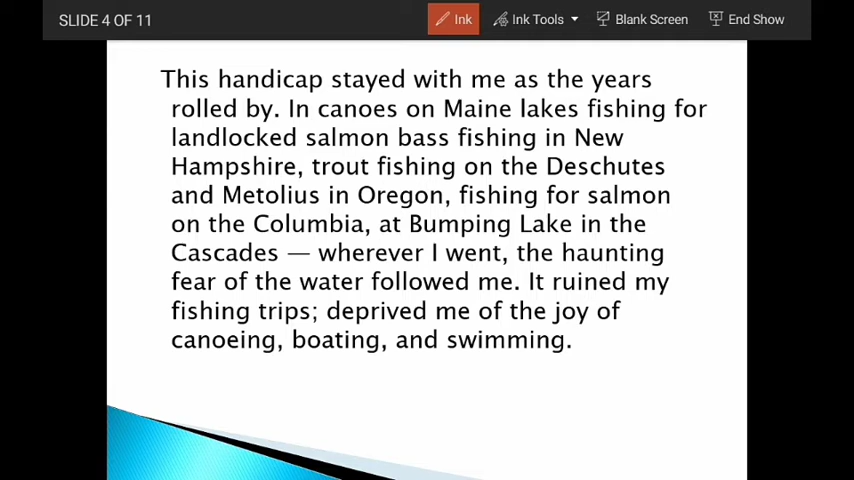 SLIDE 4 OF 11 Ink Ink Tools Blank Screen End Show
This handicap stayed with me as the years
rolled by. In canoes on Maine lakes fishing for
landlocked salmon bass fishing in New
Hampshire, trout fishing on the Deschutes
and Metolius in Oregon, fishing for salmon
on the Columbia, at Bumping Lake in the
Cascades — wherever I went, the haunting
fear of the water followed me. It ruined my
fishing trips; deprived me of the joy of
canoeing, boating, and swimming.